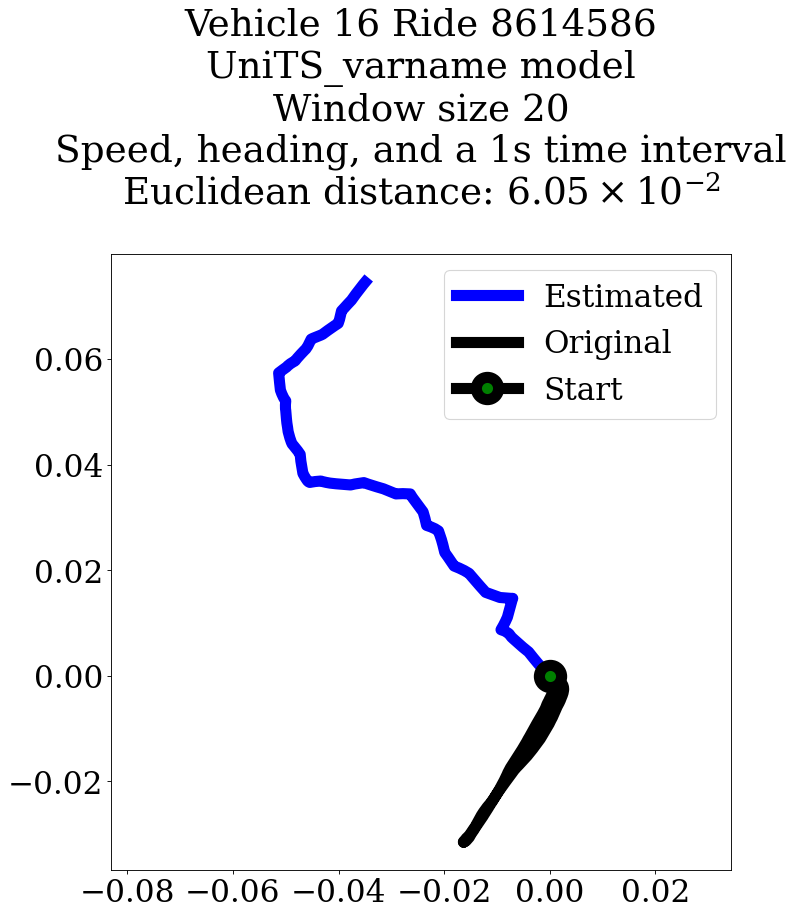 Vehicle 16 Ride 8614586
UniTS_varname model
Window size 20
Speed, heading, and a 1s time interval
Euclidean distance: 6.05 × 10⁻²
Estimated
Original
Start
0.06
0.04
0.02
0.00
−0.02
−0.08 −0.06 −0.04 −0.02 0.00 0.02